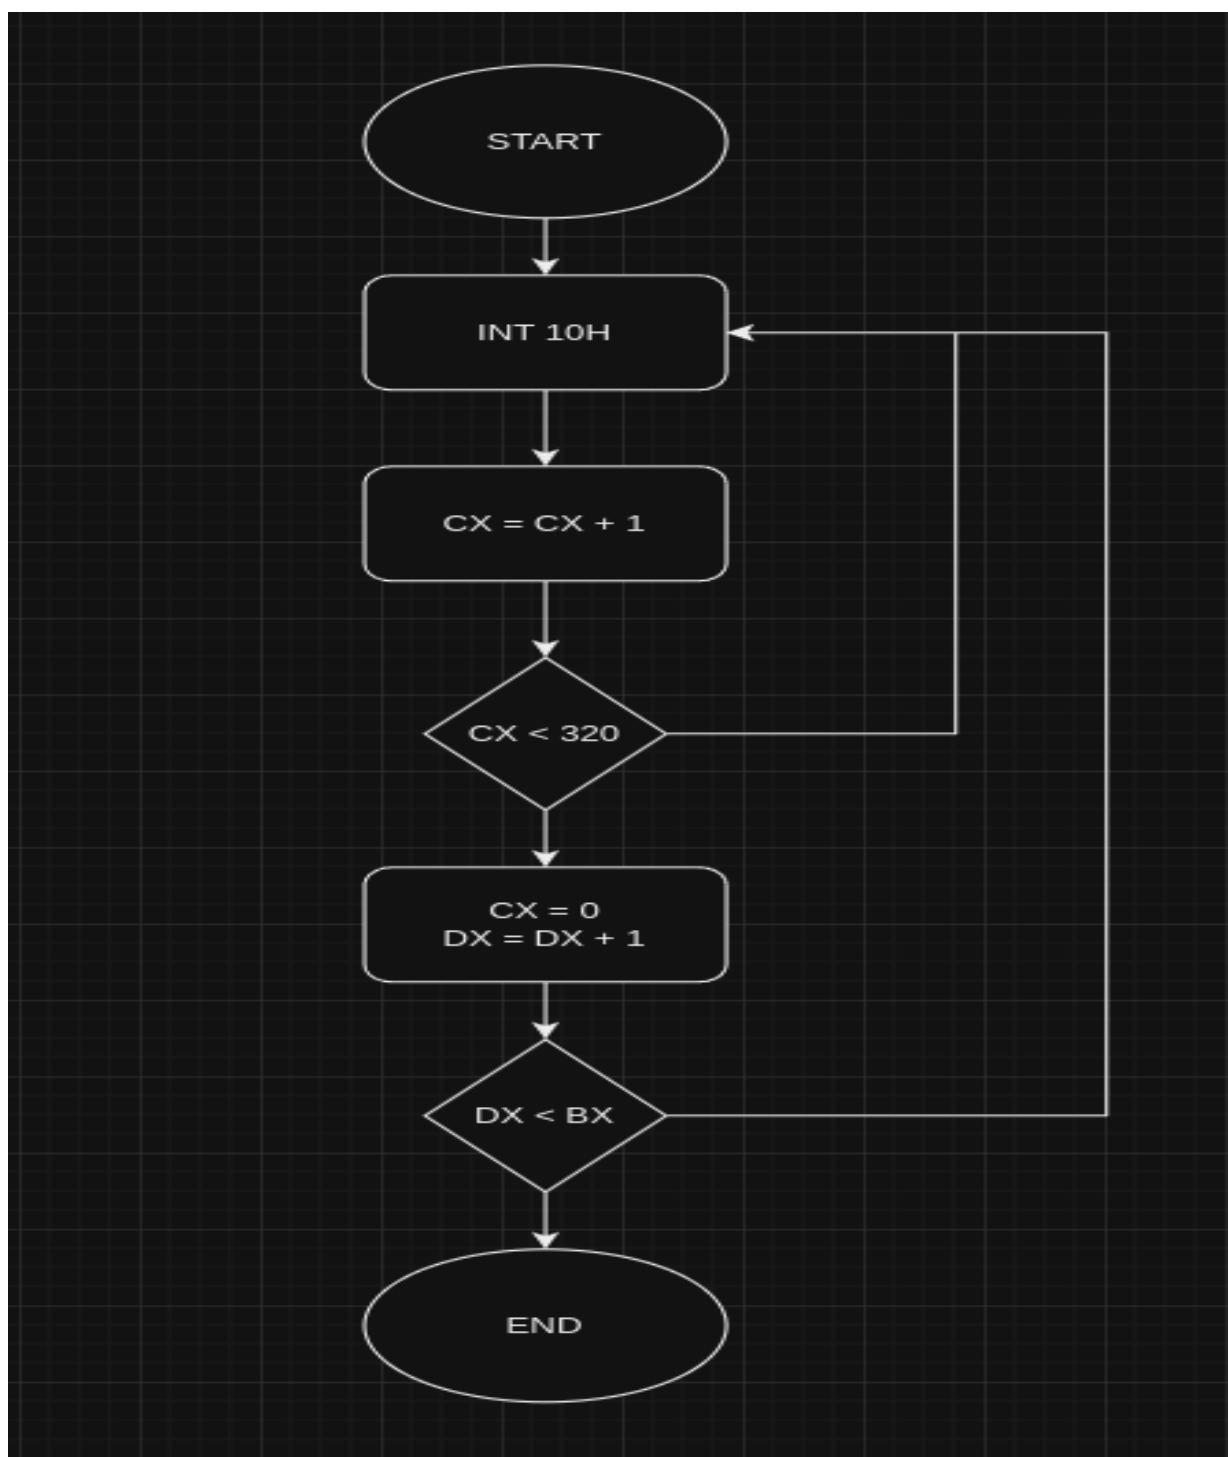 START
INT 10H
CX = CX + 1
CX < 320
CX = 0
DX = DX + 1
DX < BX
END